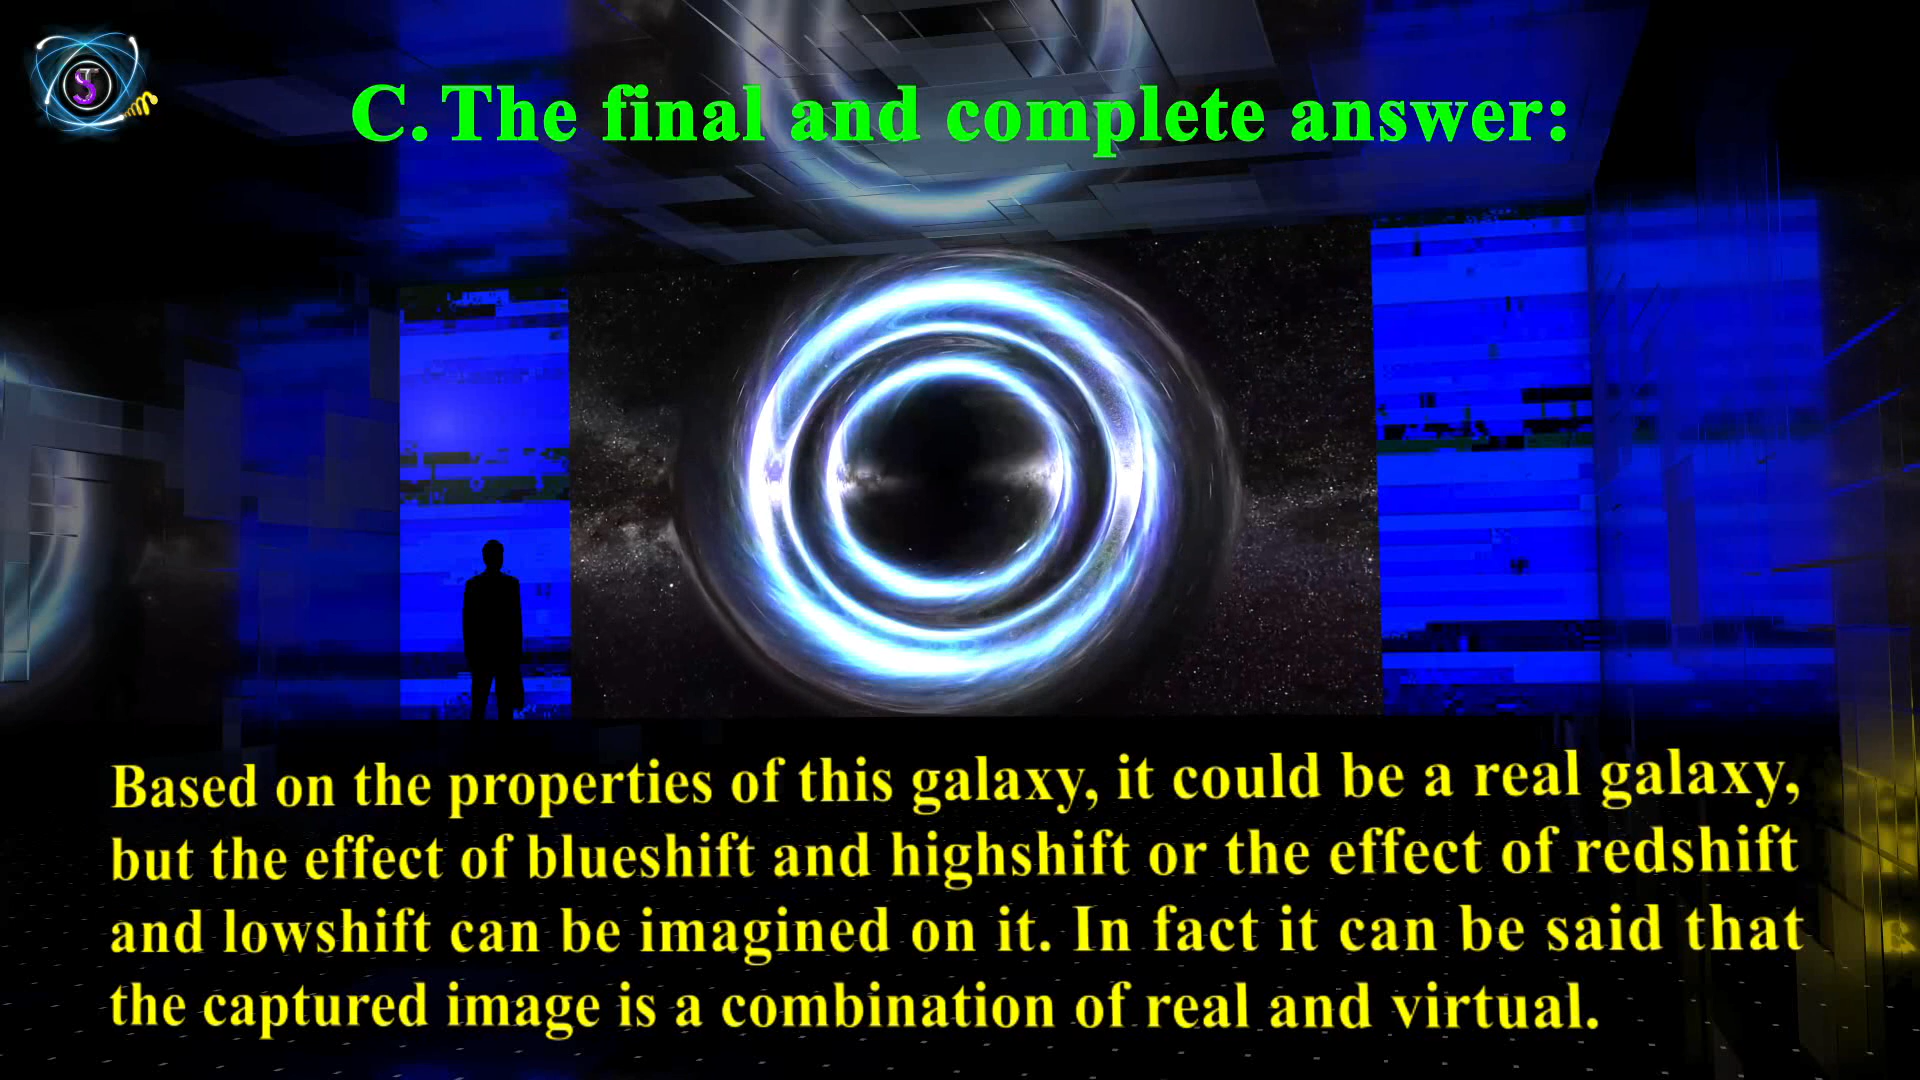 C. The final and complete answer:
Based on the properties of this galaxy, it could be a real galaxy,
but the effect of blueshift and highshift or the effect of redshift
and lowshift can be imagined on it. In fact it can be said that
the captured image is a combination of real and virtual.